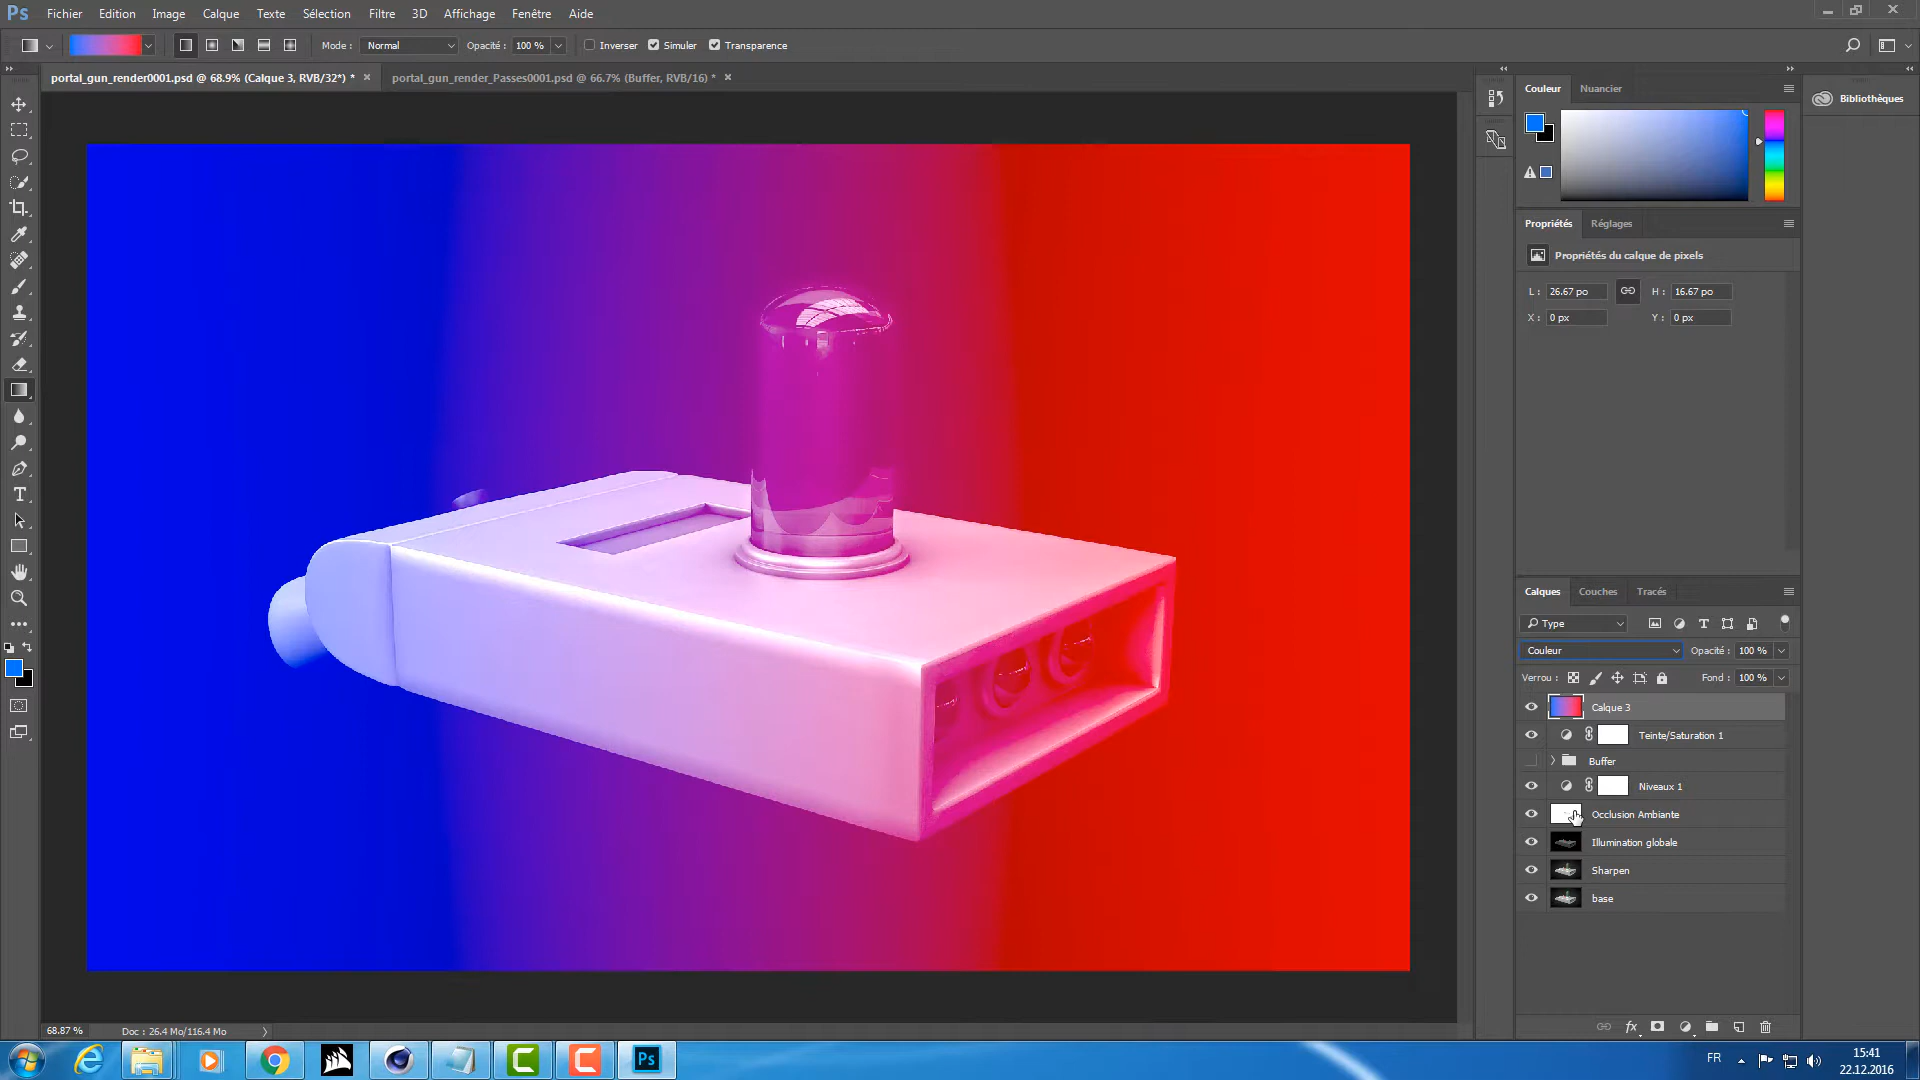 Ps Fichier Edition Image Calque Texte Sélection Filtre 3D Affichage Fenêtre Aide
Mode : Normal Opacité : 100 % Inverser Simuler Transparence
portal_gun_render0001.psd @ 68.9% (Calque 3, RVB/32*) * × portal_gun_render_Passes0001.psd @ 66.7% (Buffer, RVB/16) * ×
Couleur Nuancier
Bibliothèques
Propriétés Réglages
Propriétés du calque de pixels
L : 26.67 po H : 16.67 po
X : 0 px Y : 0 px
Calques Couches Tracés
Type
Couleur Opacité : 100 %
Verrou : Fond : 100 %
Calque 3
Teinte/Saturation 1
Buffer
Niveaux 1
Occlusion Ambiante
Illumination globale
Sharpen
base
fx
68.87 % Doc : 26.4 Mo/116.4 Mo
Ps
FR
15:41
22.12.2016